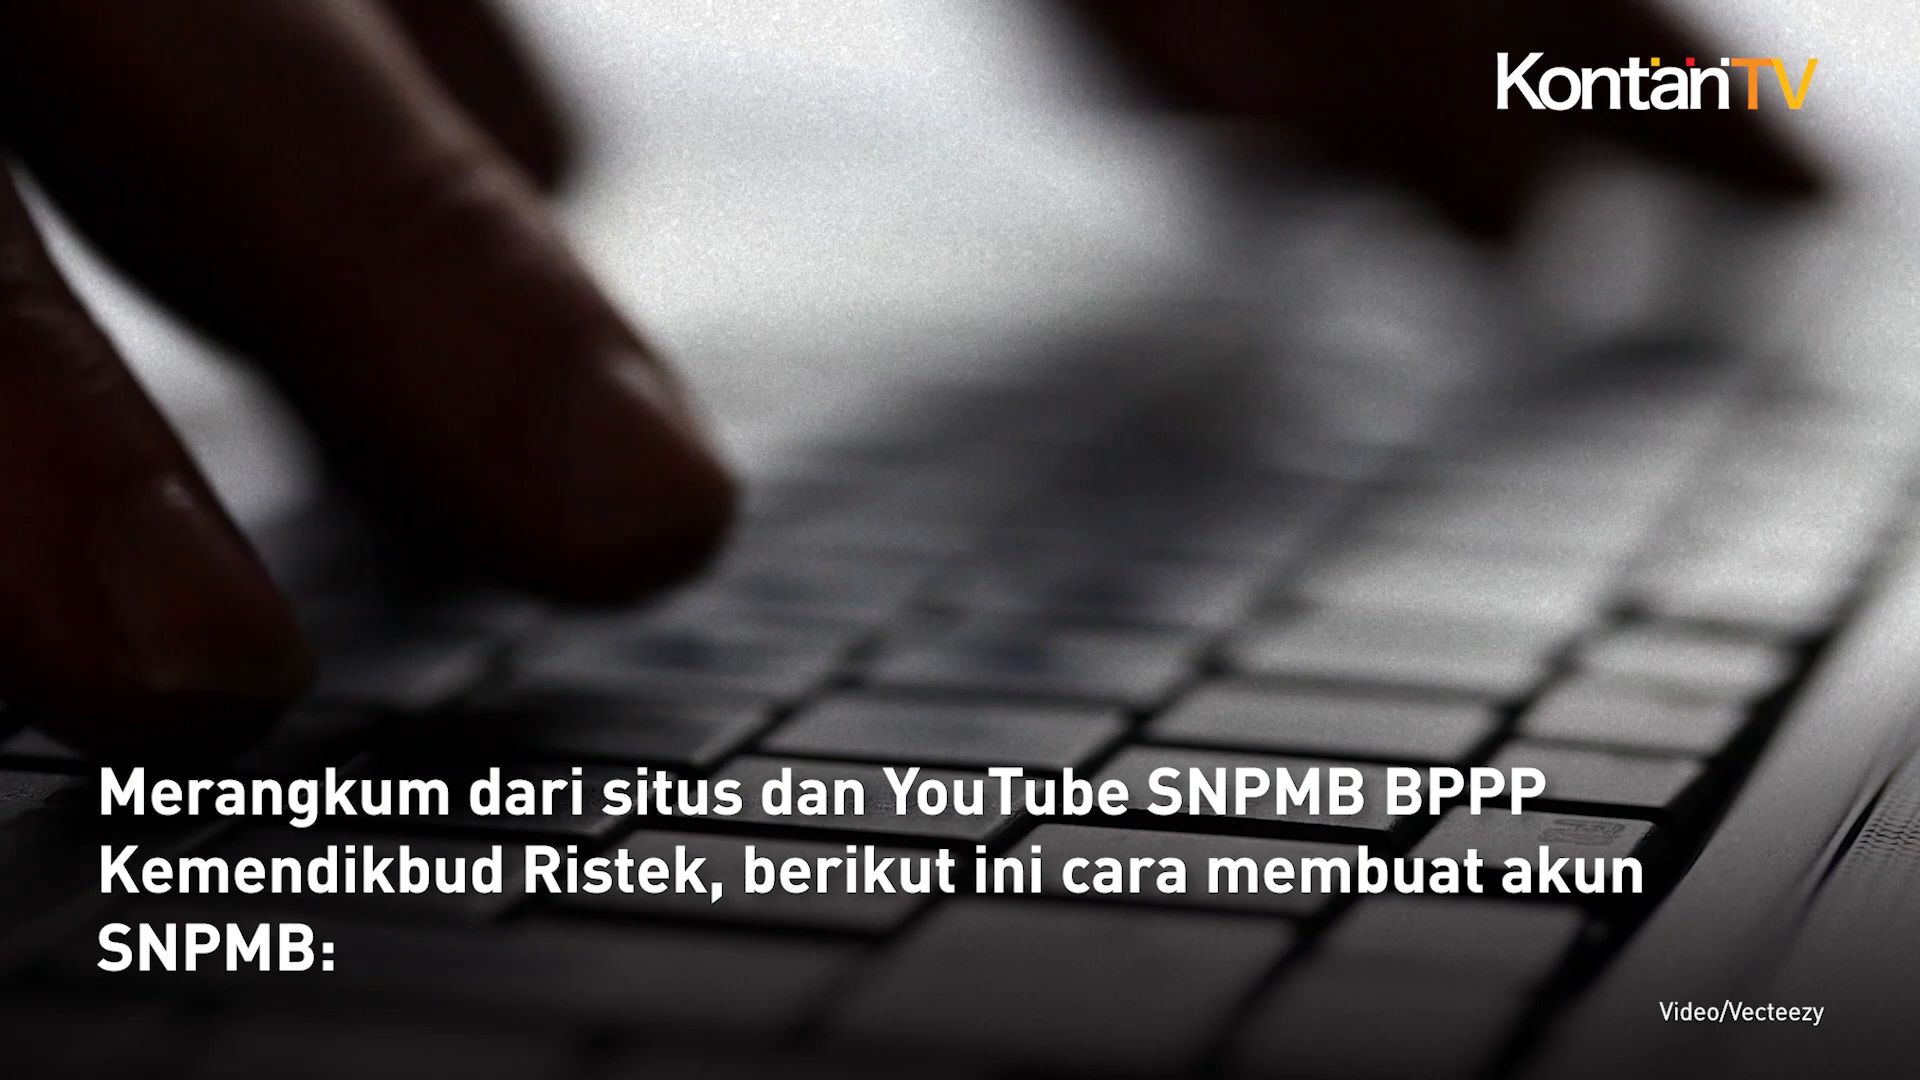 KontanTV
Merangkum dari situs dan YouTube SNPMB BPPP
Kemendikbud Ristek, berikut ini cara membuat akun
SNPMB:
Video/Vecteezy